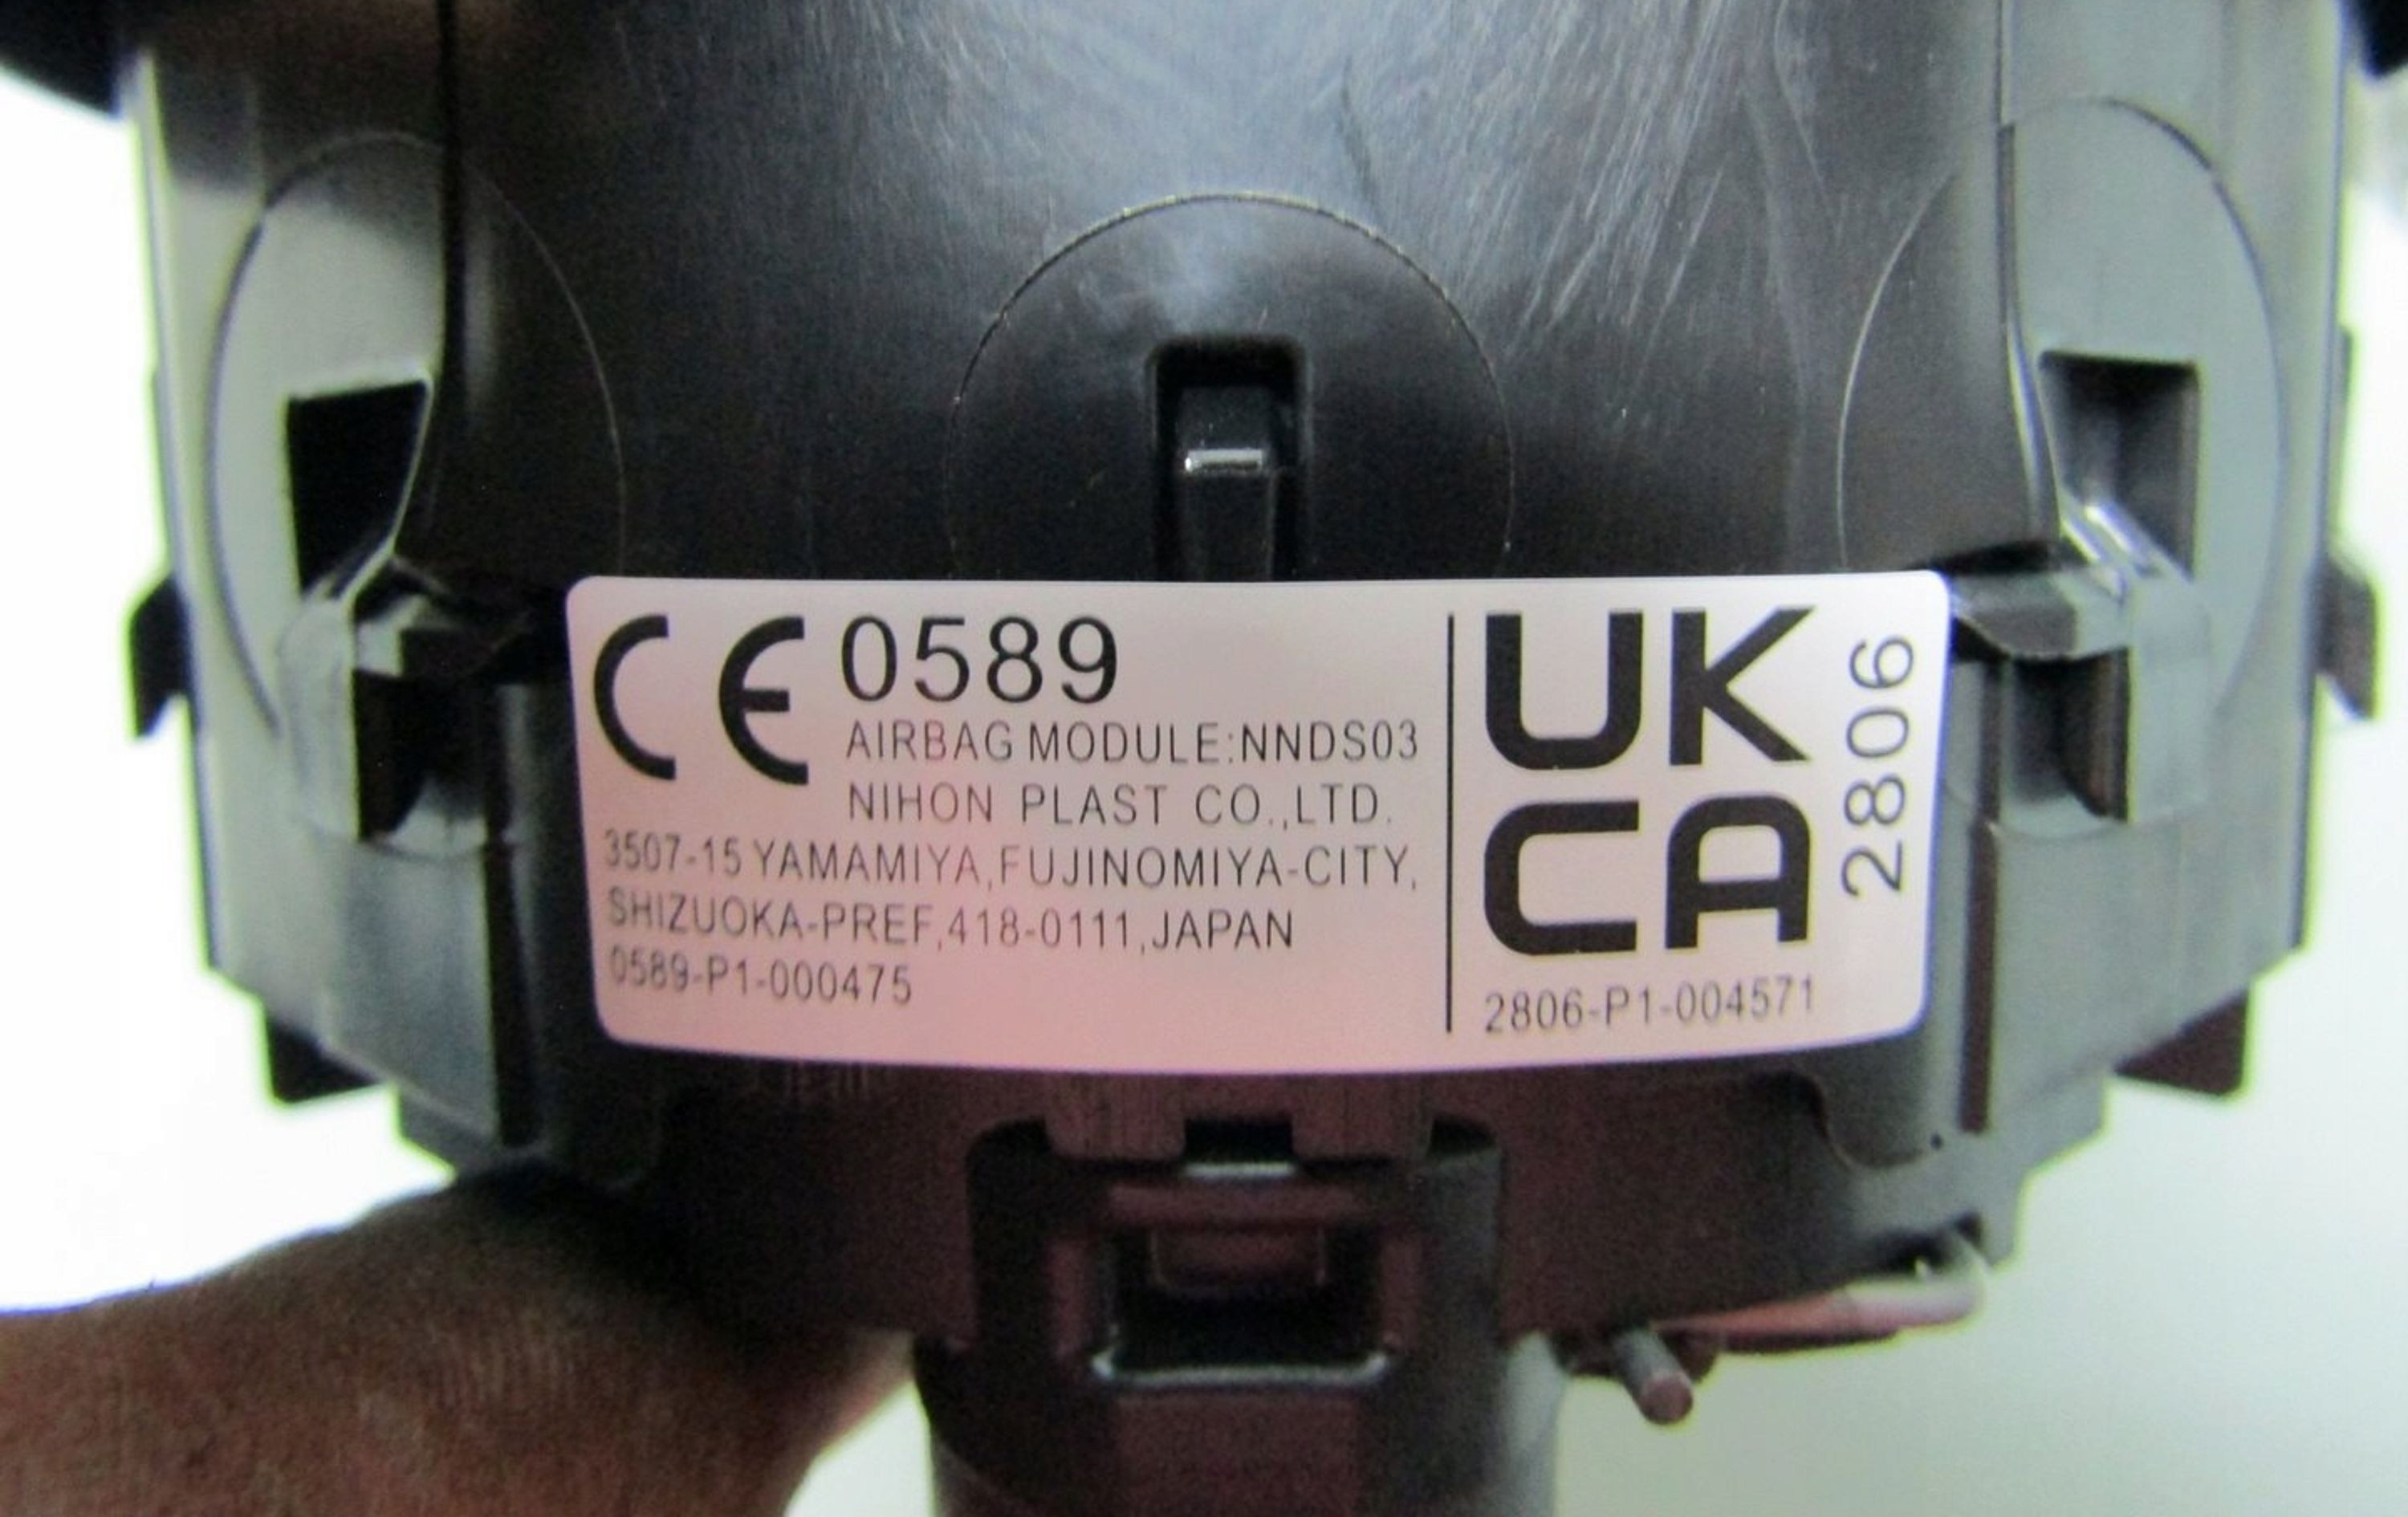 CE 0589
AIRBAG MODULE:NNDS03
NIHON PLAST CO.,LTD.
3507-15 YAMAMIYA,FUJINOMIYA-CITY,
SHIZUOKA-PREF,418-0111,JAPAN
0589-P1-000475
UK
CA
2806
2806-P1-004571